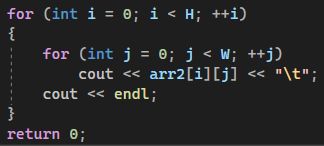 for (int i = 0; i < H; ++i)
{
    for (int j = 0; j < W; ++j)
        cout << arr2[i][j] << "\t";
    cout << endl;
}
return 0;